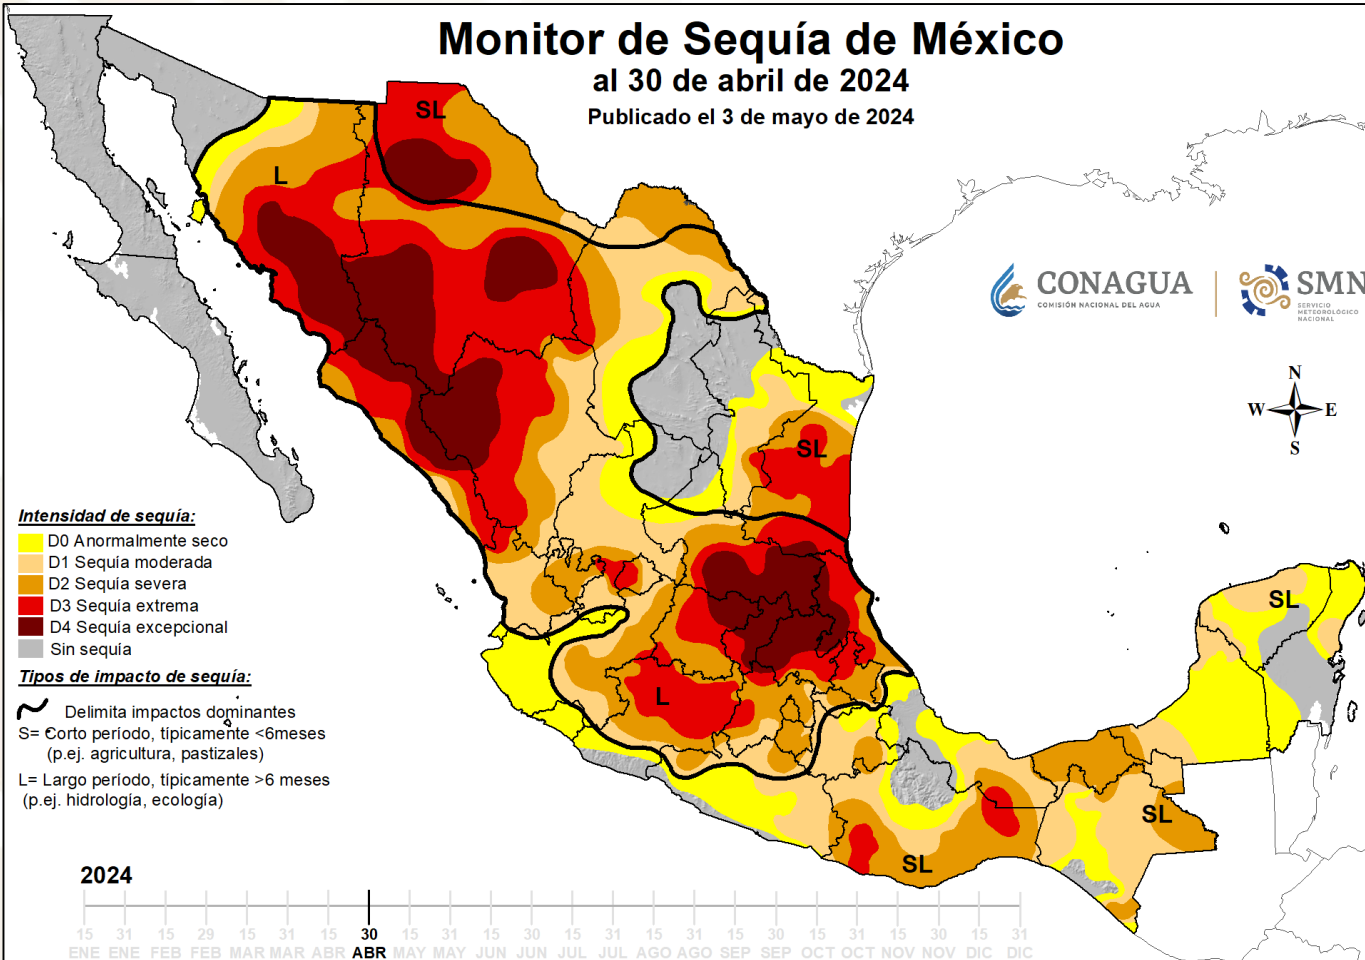 Monitor de Sequía de México
al 30 de abril de 2024
Publicado el 3 de mayo de 2024
SL
L
CONAGUA
COMISIÓN NACIONAL DEL AGUA
SMN
SERVICIO
METEOROLÓGICO
NACIONAL
N
W E
S
SL
Intensidad de sequía:
D0 Anormalmente seco
D1 Sequía moderada
D2 Sequía severa
D3 Sequía extrema
D4 Sequía excepcional
Sin sequía
Tipos de impacto de sequía:
Delimita impactos dominantes
S= Corto período, típicamente <6meses
(p.ej. agricultura, pastizales)
L= Largo período, típicamente >6 meses
(p.ej. hidrología, ecología)
SL
L
SL
SL
2024
15 31 15 29 15 31 15 30 15 31 15 30 15 31 15 31 15 30 15 31 15 30 15 31
ENE ENE FEB FEB MAR MAR ABR ABR MAY MAY JUN JUN JUL JUL AGO AGO SEP SEP OCT OCT NOV NOV DIC DIC